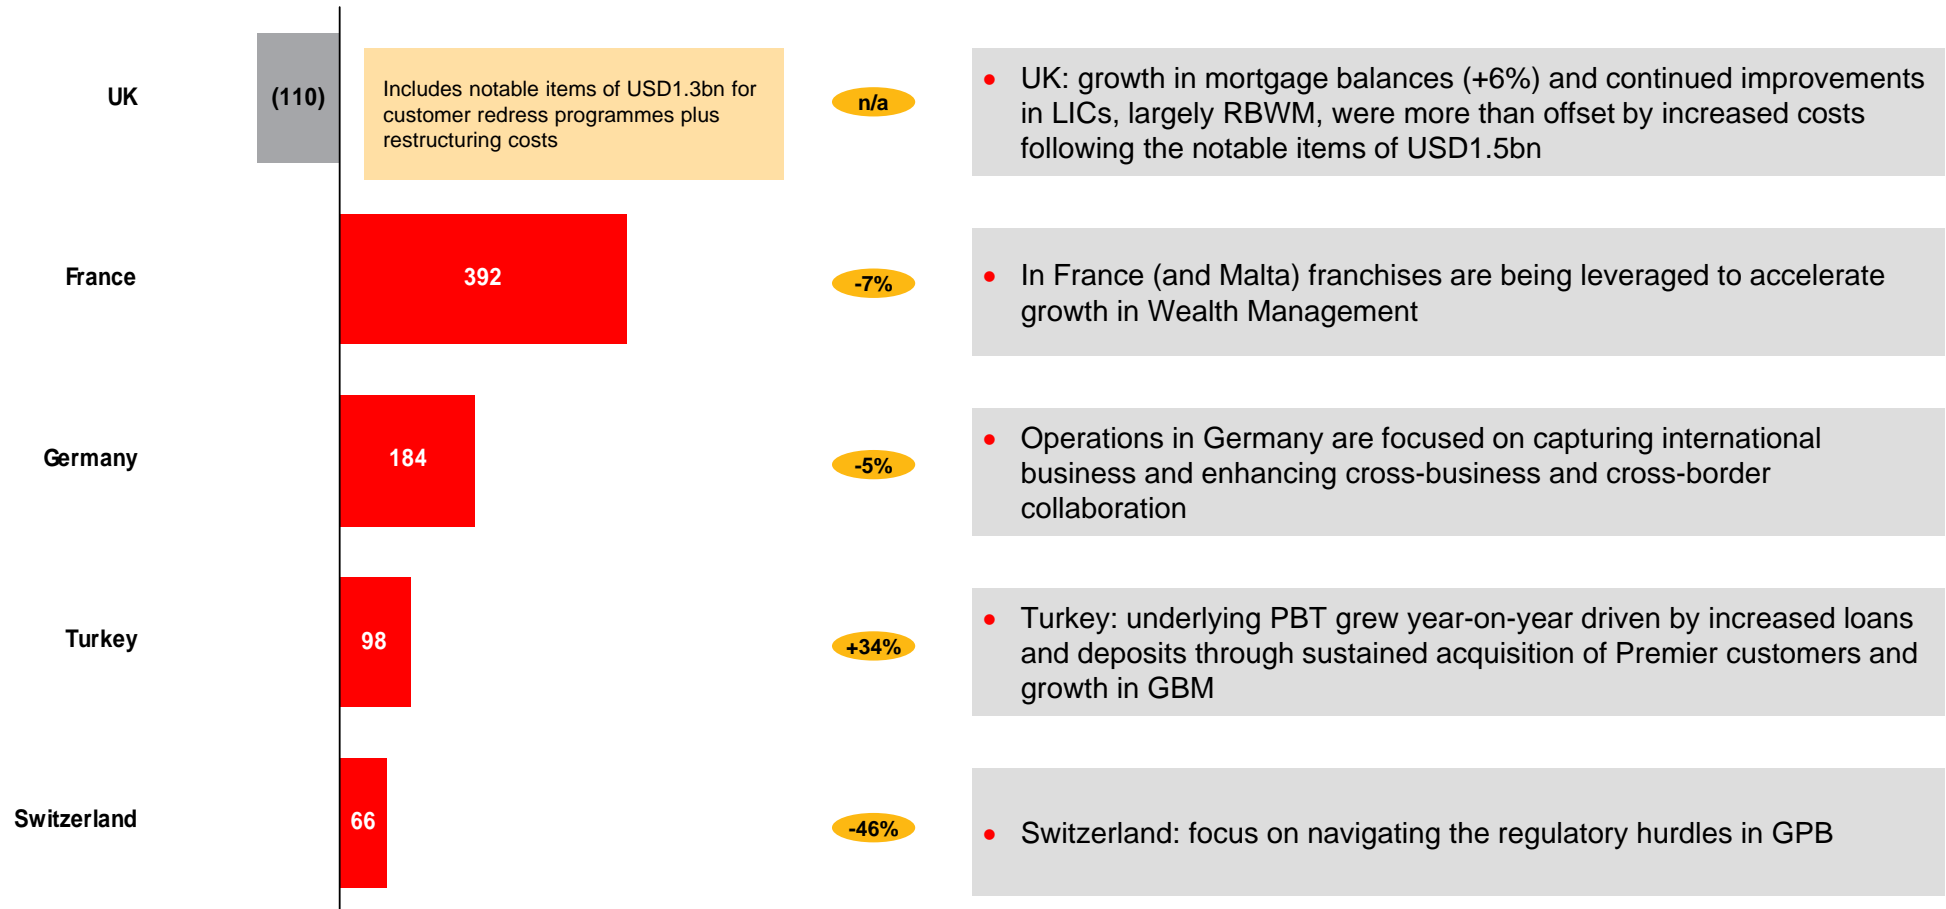 UK
(110)
Includes notable items of USD1.3bn for
customer redress programmes plus
restructuring costs
n/a
• UK: growth in mortgage balances (+6%) and continued improvements
in LICs, largely RBWM, were more than offset by increased costs
following the notable items of USD1.5bn
France
392
-7%
• In France (and Malta) franchises are being leveraged to accelerate
growth in Wealth Management
Germany
184
-5%
• Operations in Germany are focused on capturing international
business and enhancing cross-business and cross-border
collaboration
Turkey
98
+34%
• Turkey: underlying PBT grew year-on-year driven by increased loans
and deposits through sustained acquisition of Premier customers and
growth in GBM
Switzerland
66
-46%
• Switzerland: focus on navigating the regulatory hurdles in GPB